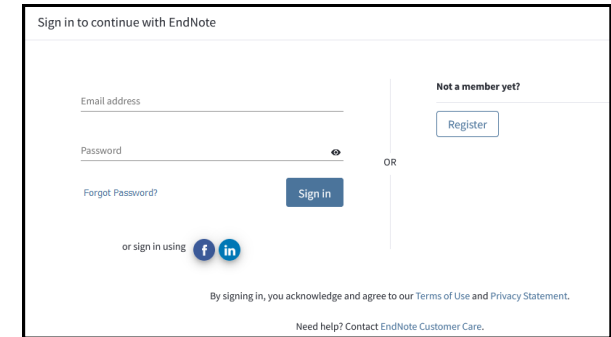 Sign in to continue with EndNote
Email address
Password
Forgot Password?
Sign in
or sign in using
f
in
OR
Not a member yet?
Register
By signing in, you acknowledge and agree to our Terms of Use and Privacy Statement.
Need help? Contact EndNote Customer Care.